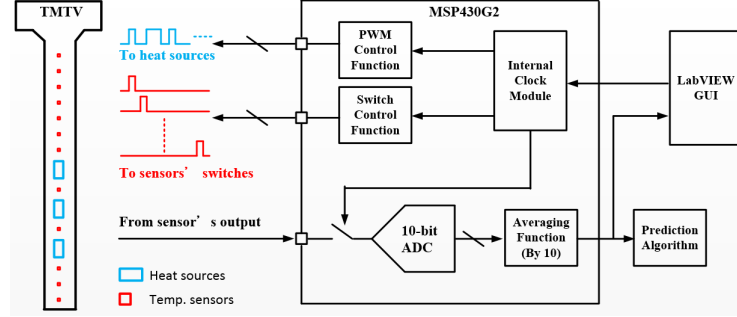 TMTV
MSP430G2
To heat sources
PWM
Control
Function
Internal
Clock
Module
LabVIEW
GUI
Switch
Control
Function
To sensors’ switches
From sensor’s output
10-bit
ADC
Averaging
Function
(By 10)
Prediction
Algorithm
Heat sources
Temp. sensors